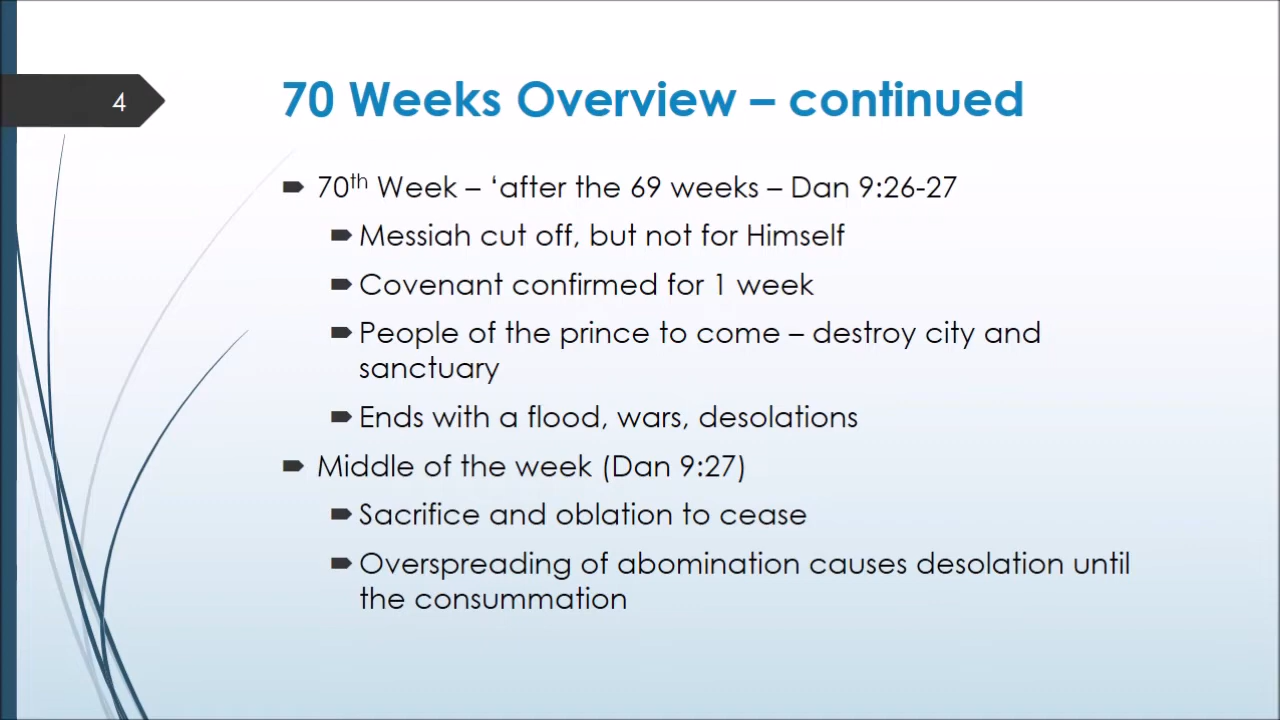 4
70 Weeks Overview – continued
70th Week – ‘after the 69 weeks – Dan 9:26-27
Messiah cut off, but not for Himself
Covenant confirmed for 1 week
People of the prince to come – destroy city and
sanctuary
Ends with a flood, wars, desolations
Middle of the week (Dan 9:27)
Sacrifice and oblation to cease
Overspreading of abomination causes desolation until
the consummation